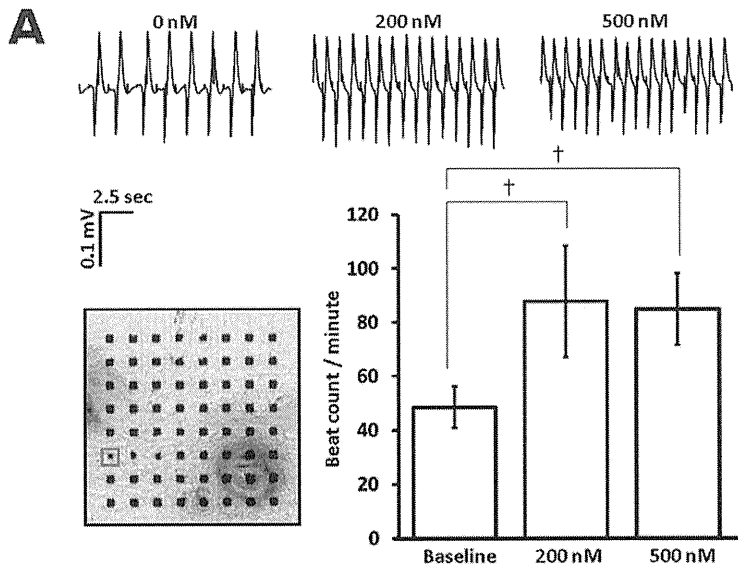 A
0 nM
200 nM
500 nM
†
†
2.5 sec
0.1 mV
120
100
80
60
40
20
0
Beat count / minute
Baseline
200 nM
500 nM